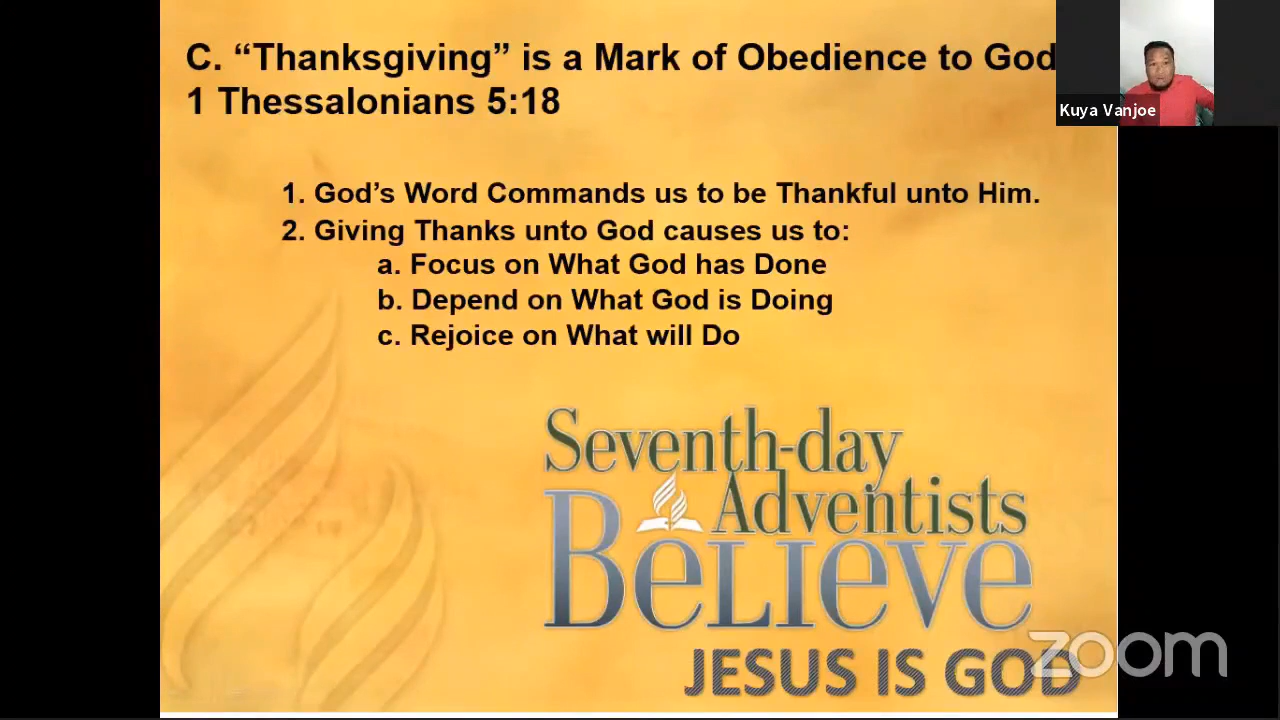 C. “Thanksgiving” is a Mark of Obedience to God
1 Thessalonians 5:18
Kuya Vanjoe
1. God’s Word Commands us to be Thankful unto Him.
2. Giving Thanks unto God causes us to:
a. Focus on What God has Done
b. Depend on What God is Doing
c. Rejoice on What will Do
Seventh-day
Adventists
BeLIeve
JESUS IS GOD
zoom